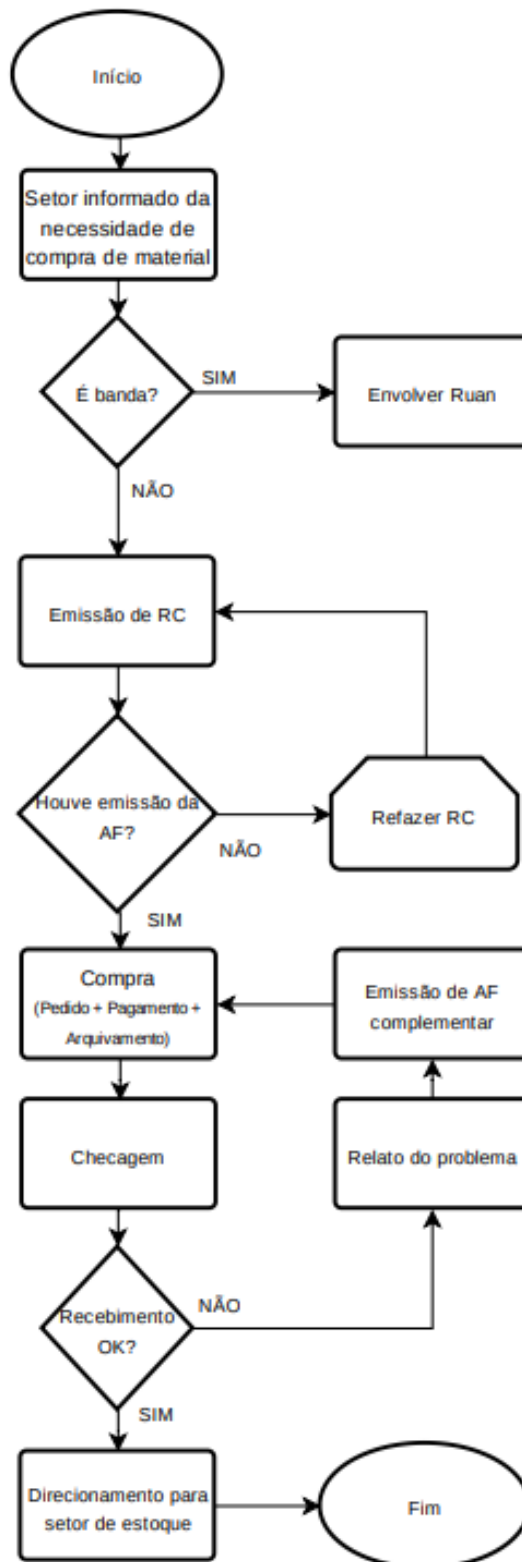 Início
Setor informado da
necessidade de
compra de material
É banda?
SIM
Envolver Ruan
NÃO
Emissão de RC
Houve emissão da
AF?
NÃO
Refazer RC
SIM
Compra
(Pedido + Pagamento +
Arquivamento)
Emissão de AF
complementar
Checagem
Relato do problema
Recebimento
OK?
NÃO
SIM
Direcionamento para
setor de estoque
Fim